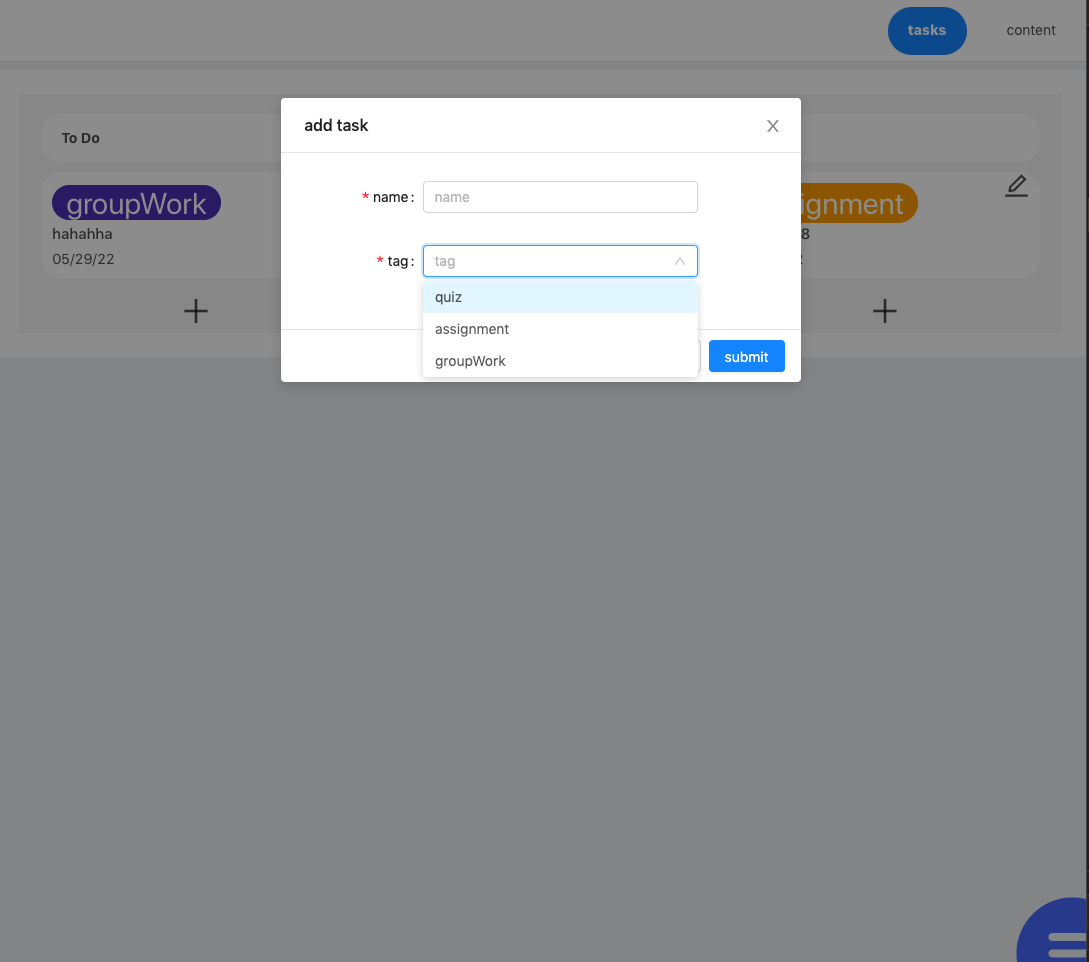 tasks content
add task
To Do
* name: name
groupWork
ignment
hahahha
8
05/29/22
* tag: tag
quiz
assignment
groupWork
submit